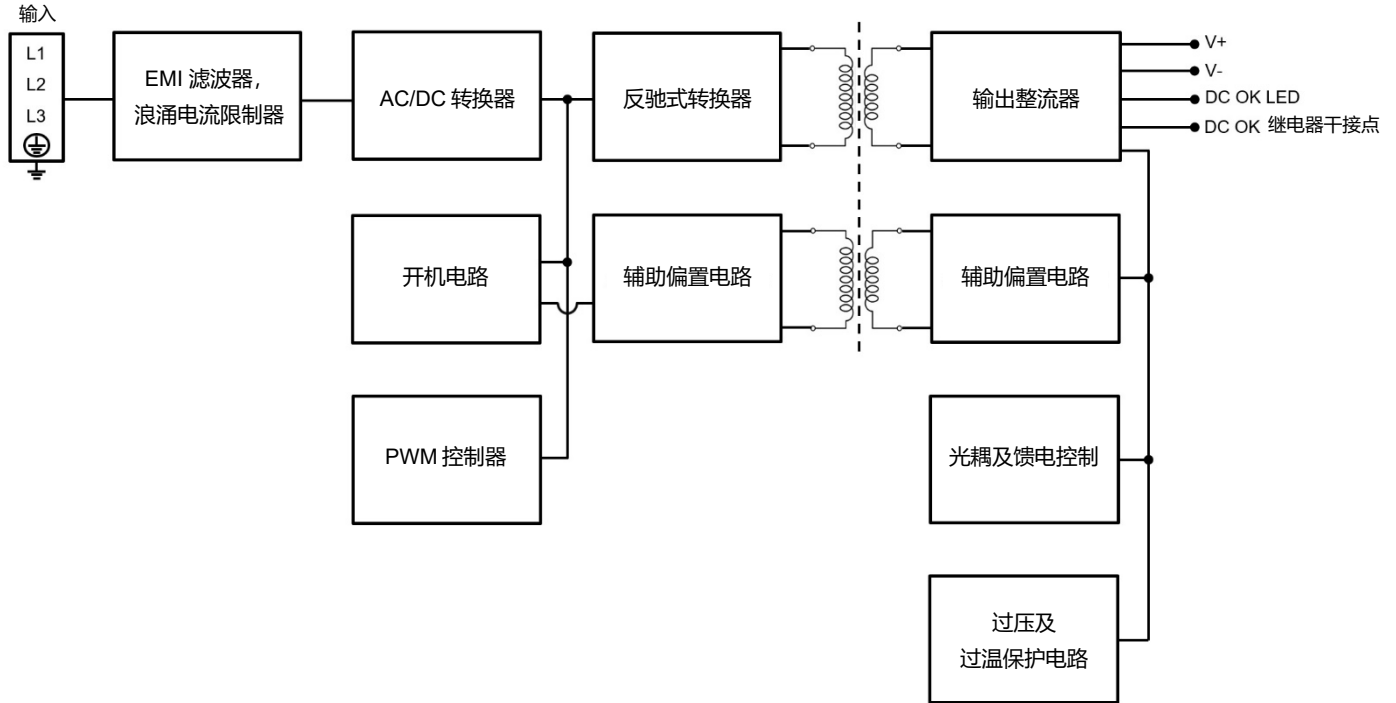 输入
L1
L2
L3
EMI 滤波器，
浪涌电流限制器
AC/DC 转换器
反驰式转换器
输出整流器
V+
V-
DC OK LED
DC OK 继电器干接点
开机电路
辅助偏置电路
辅助偏置电路
PWM 控制器
光耦及馈电控制
过压及
过温保护电路